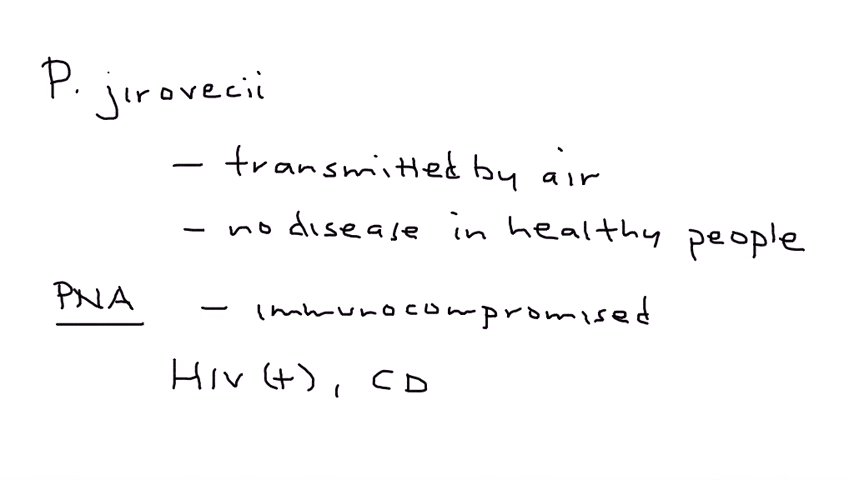 P. jirovecii
- transmitted by air
- no disease in healthy people
PNA - immunocompromised
HIV (+), CD